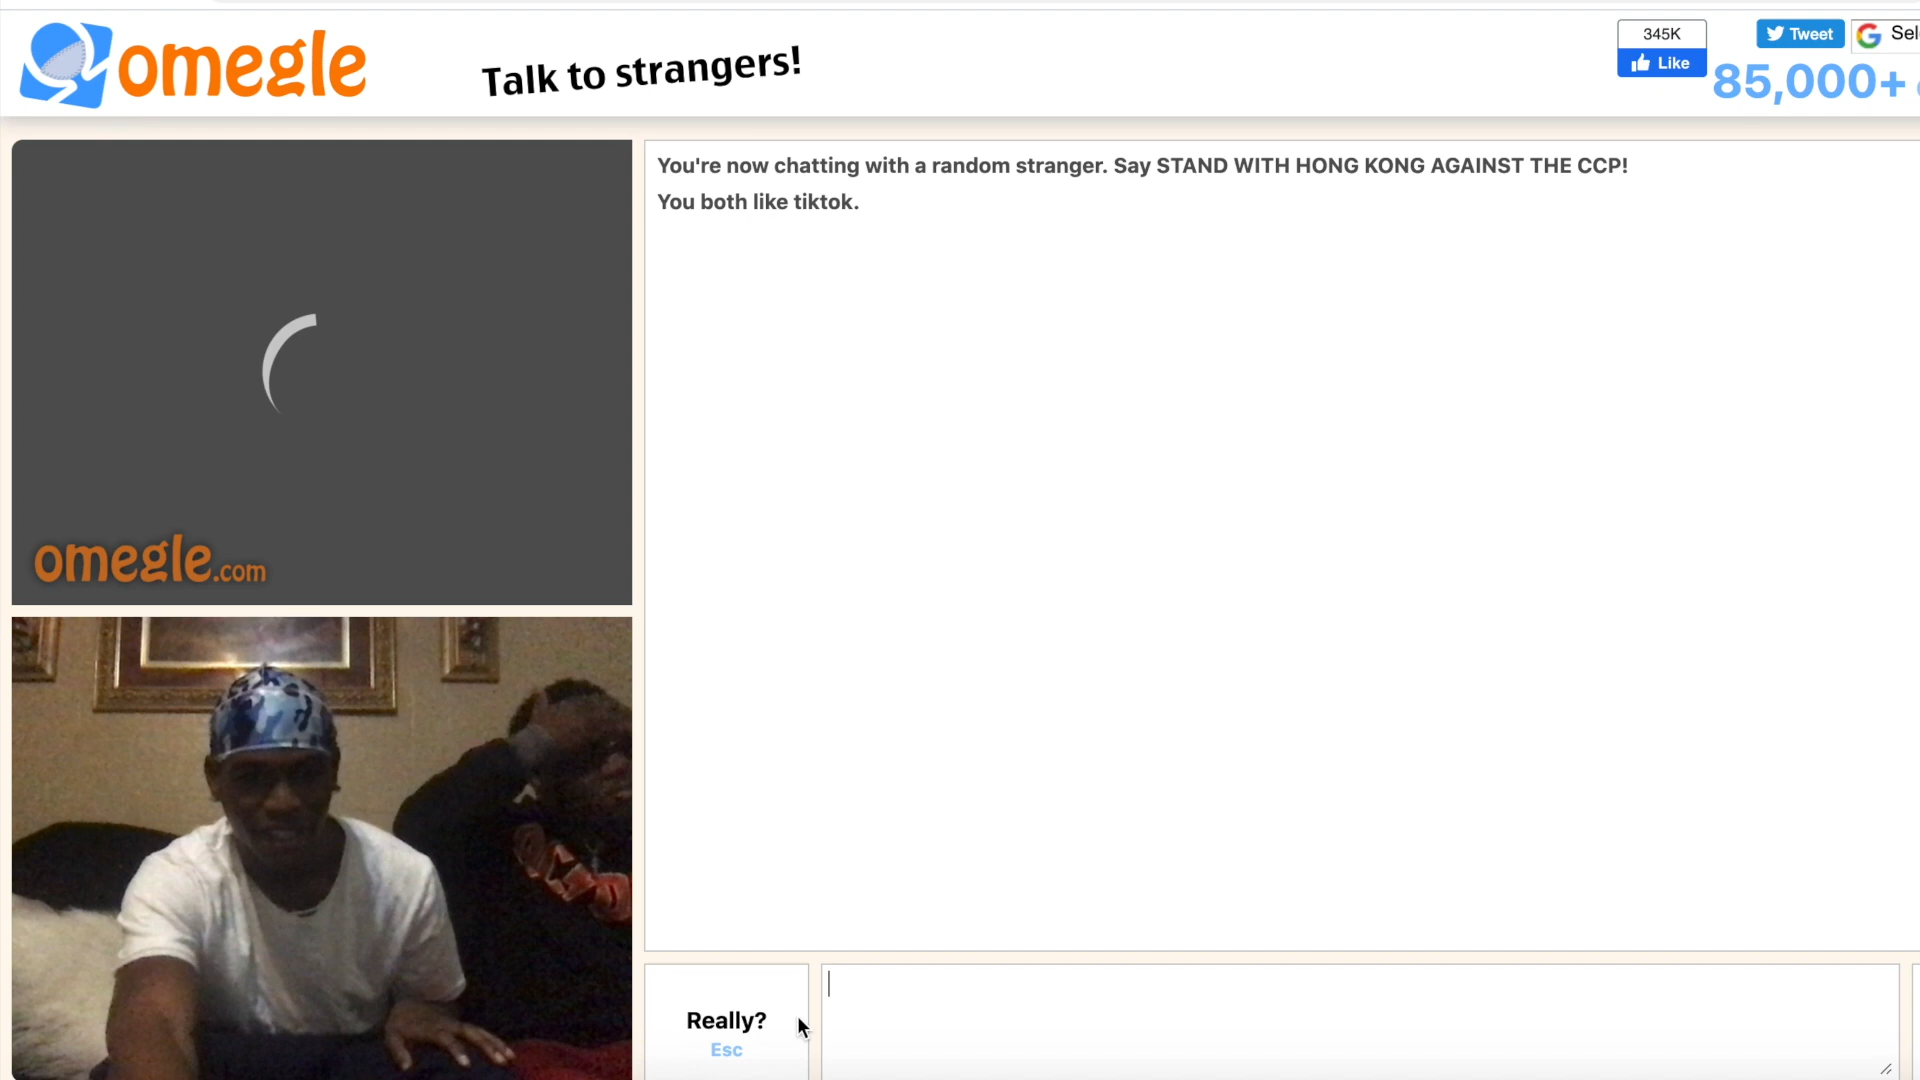 omegle
Talk to strangers!
345K
Like
Tweet
G Sel
85,000+
You're now chatting with a random stranger. Say STAND WITH HONG KONG AGAINST THE CCP!
You both like tiktok.
omegle.com
Really?
Esc